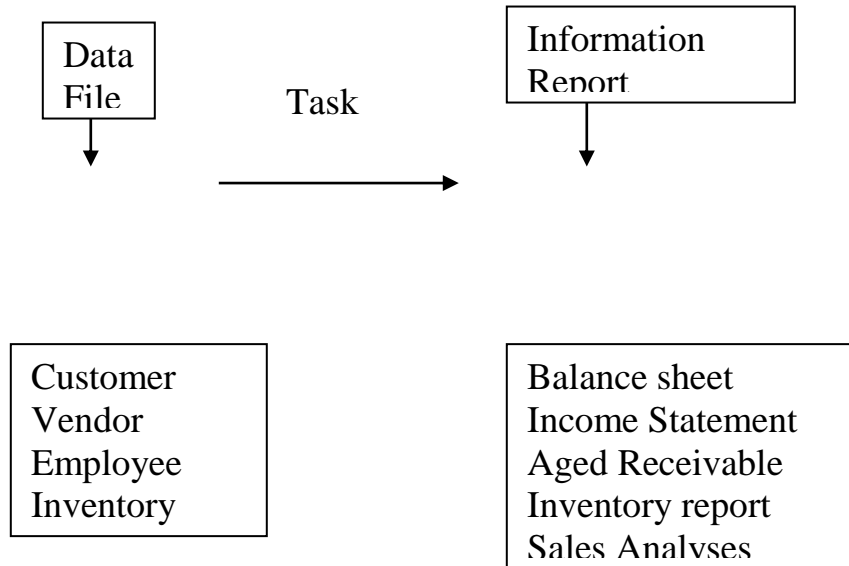 Data
File
Task
Information
Report
Customer
Vendor
Employee
Inventory
Balance sheet
Income Statement
Aged Receivable
Inventory report
Sales Analyses